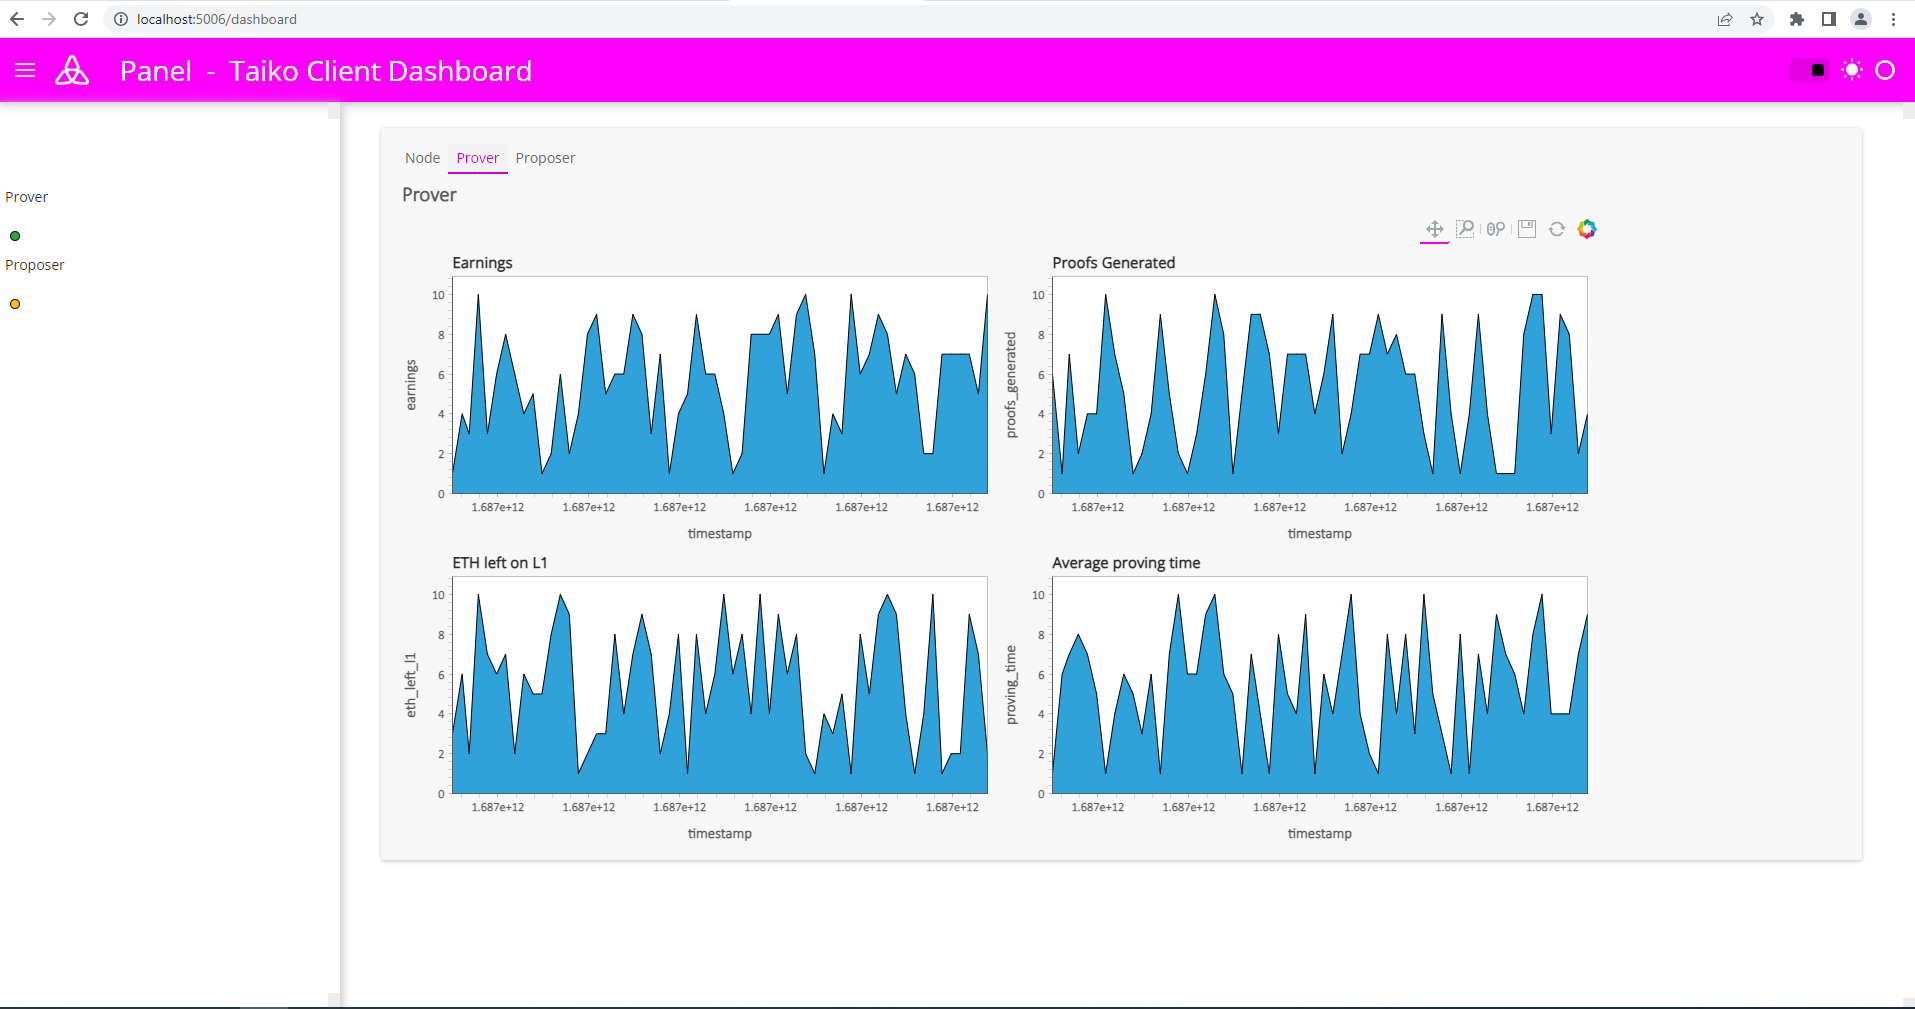 localhost:5006/dashboard
Panel - Taiko Client Dashboard
Prover
Proposer
Node Prover Proposer
Prover
Earnings
earnings
10
8
6
4
2
0
1.687e+12 1.687e+12 1.687e+12 1.687e+12 1.687e+12 1.687e+12
timestamp
Proofs Generated
proofs_generated
10
8
6
4
2
0
1.687e+12 1.687e+12 1.687e+12 1.687e+12 1.687e+12 1.687e+12
timestamp
ETH left on L1
eth_left_l1
10
8
6
4
2
0
1.687e+12 1.687e+12 1.687e+12 1.687e+12 1.687e+12 1.687e+12
timestamp
Average proving time
proving_time
10
8
6
4
2
0
1.687e+12 1.687e+12 1.687e+12 1.687e+12 1.687e+12 1.687e+12
timestamp